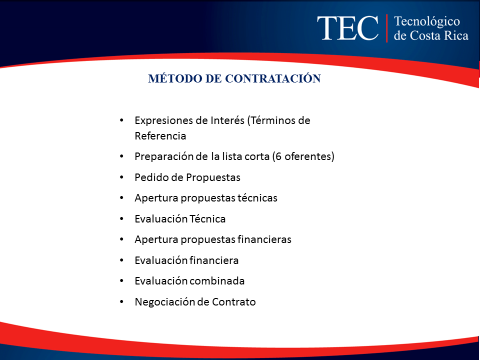 TEC Tecnológico
de Costa Rica
MÉTODO DE CONTRATACIÓN
• Expresiones de Interés (Términos de
Referencia
• Preparación de la lista corta (6 oferentes)
• Pedido de Propuestas
• Apertura propuestas técnicas
• Evaluación Técnica
• Apertura propuestas financieras
• Evaluación financiera
• Evaluación combinada
• Negociación de Contrato